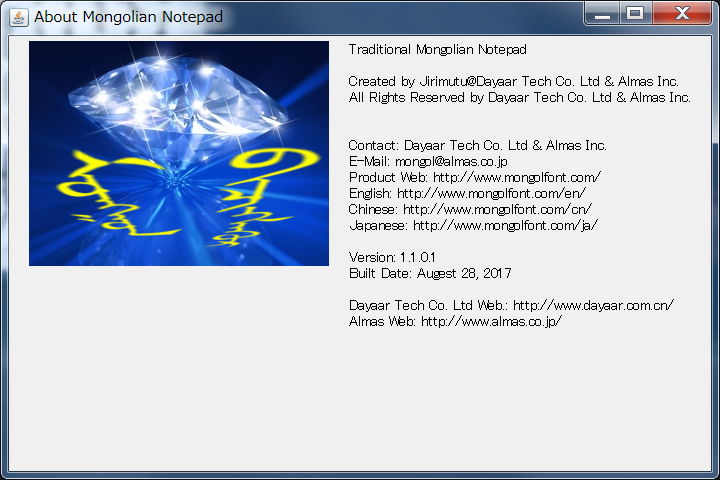 About Mongolian Notepad
Traditional Mongolian Notepad
Created by Jirimutu@Dayaar Tech Co. Ltd & Almas Inc.
All Rights Reserved by Dayaar Tech Co. Ltd & Almas Inc.
Contact: Dayaar Tech Co. Ltd & Almas Inc.
E-Mail: mongol@almas.co.jp
Product Web: http://www.mongolfont.com/
English: http://www.mongolfont.com/en/
Chinese: http://www.mongolfont.com/cn/
Japanese: http://www.mongolfont.com/ja/
Version: 1.1.0.1
Built Date: Augest 28, 2017
Dayaar Tech Co. Ltd Web.: http://www.dayaar.com.cn/
Almas Web: http://www.almas.co.jp/